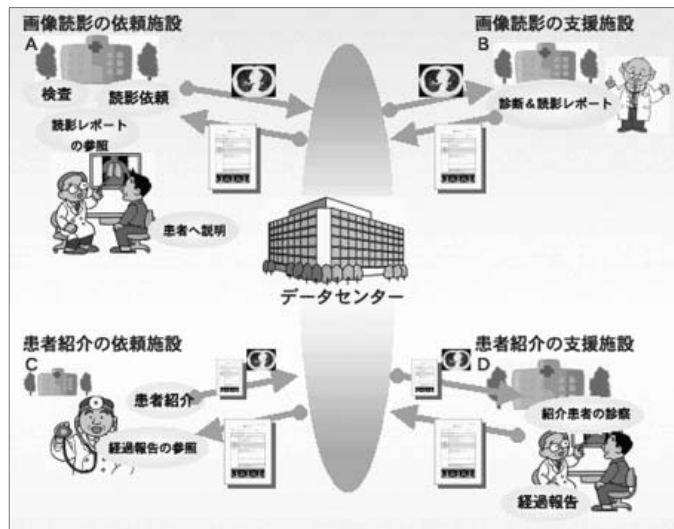 画像読影の依頼施設
A
検査
読影依頼
読影レポート
の参照
患者へ説明
画像読影の支援施設
B
診断＆読影レポート
データセンター
患者紹介の依頼施設
C
患者紹介
経過報告の参照
患者紹介の支援施設
D
紹介患者の診察
経過報告